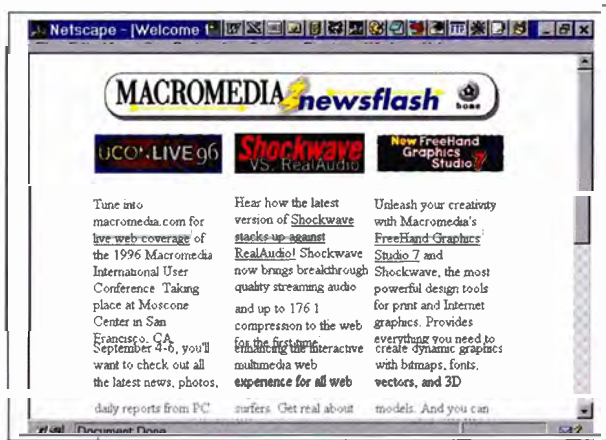 Netscape - [Welcome t
MACROMEDIA newsflash
home
UCON LIVE 96
Shockwave
VS. RealAudio
New FreeHand
Graphics
Studio 7
Tune into
macromedia.com for
live web coverage of
the 1996 Macromedia
International User
Conference Taking
place at Moscone
Center in San
Francisco, CA
September 4-6, you'll
want to check out all
the latest news, photos,
daily reports from PC
Hear how the latest
version of Shockwave
stacks up against
RealAudio! Shockwave
now brings breakthrough
quality streaming audio
and up to 176 1
compression to the web
for the first time
enhancing the interactive
multimedia web
experience for all web
surfers. Get real about
Unleash your creativity
with Macromedia's
FreeHand Graphics
Studio 7 and
Shockwave, the most
powerful design tools
for print and Internet
graphics. Provides
everything you need to
create dynamic graphics
with bitmaps, fonts,
vectors, and 3D
models. And you can
Document Done